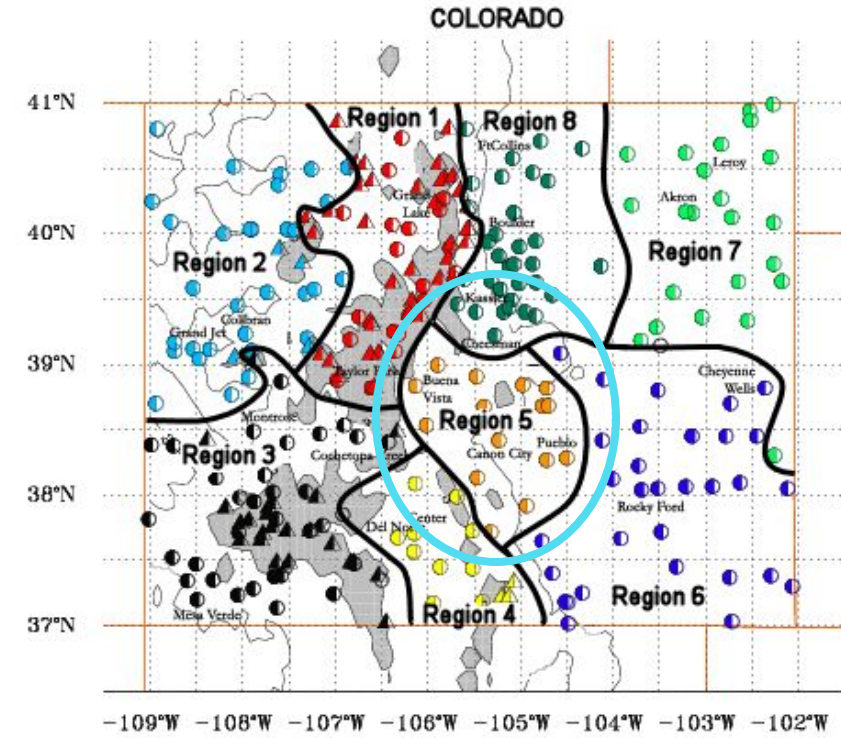 COLORADO
41°N
Region 1
Region 8
FtCollins
Leroy
Grand
Lake
Akron
Boulder
40°N
Region 2
Region 7
Kassler
Collbran
Grand Jct
Cheesman
39°N
Taylor Park
Buena
Vista
Cheyenne
Wells
Montrose
Region 5
Region 3
Cochetopa Creek
Canon City
Pueblo
38°N
Rocky Ford
Center
Del Norte
Region 6
Mesa Verde
Region 4
37°N
-109°W -108°W -107°W -106°W -105°W -104°W -103°W -102°W